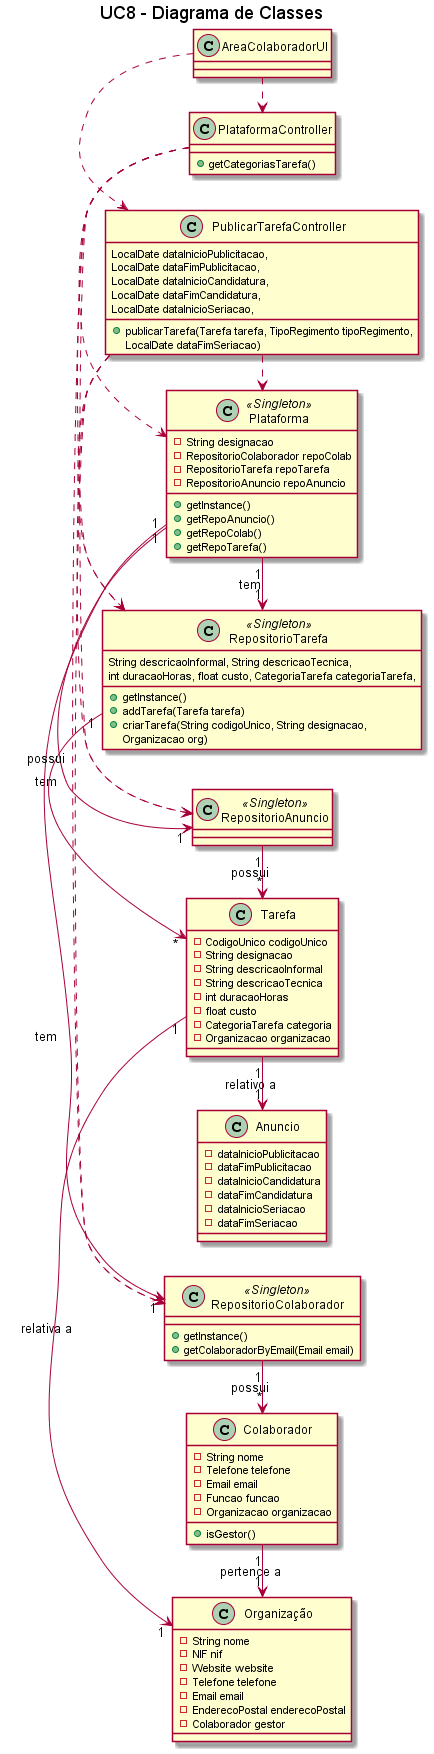 UC8 - Diagrama de Classes
C AreaColaboradorUI
C PlataformaController
getCategoriasTarefa()
C PublicarTarefaController
LocalDate dataInicioPublicitacao,
LocalDate dataFimPublicitacao,
LocalDate dataInicioCandidatura,
LocalDate dataFimCandidatura,
LocalDate dataInicioSeriacao,
publicarTarefa(Tarefa tarefa, TipoRegimento tipoRegimento,
LocalDate dataFimSeriacao)
C «Singleton»
Plataforma
String designacao
RepositorioColaborador repoColab
RepositorioTarefa repoTarefa
RepositorioAnuncio repoAnuncio
getInstance()
getRepoAnuncio()
getRepoColab()
getRepoTarefa()
1
1
1
tem
1
C «Singleton»
RepositorioTarefa
String descricaoInformal, String descricaoTecnica,
int duracaoHoras, float custo, CategoriaTarefa categoriaTarefa,
getInstance()
addTarefa(Tarefa tarefa)
criarTarefa(String codigoUnico, String designacao,
Organizacao org)
1
possui
tem
C «Singleton»
RepositorioAnuncio
1
1
possui
*
C Tarefa
CodigoUnico codigoUnico
String designacao
String descricaoInformal
String descricaoTecnica
int duracaoHoras
float custo
CategoriaTarefa categoria
Organizacao organizacao
*
1
tem
1
relativo a
1
C Anuncio
dataInicioPublicitacao
dataFimPublicitacao
dataInicioCandidatura
dataFimCandidatura
dataInicioSeriacao
dataFimSeriacao
C «Singleton»
RepositorioColaborador
getInstance()
getColaboradorByEmail(Email email)
1
relativa a
1
possui
*
C Colaborador
String nome
Telefone telefone
Email email
Funcao funcao
Organizacao organizacao
isGestor()
1
pertence a
1
C Organização
String nome
NIF nif
Website website
Telefone telefone
Email email
EnderecoPostal enderecoPostal
Colaborador gestor
1